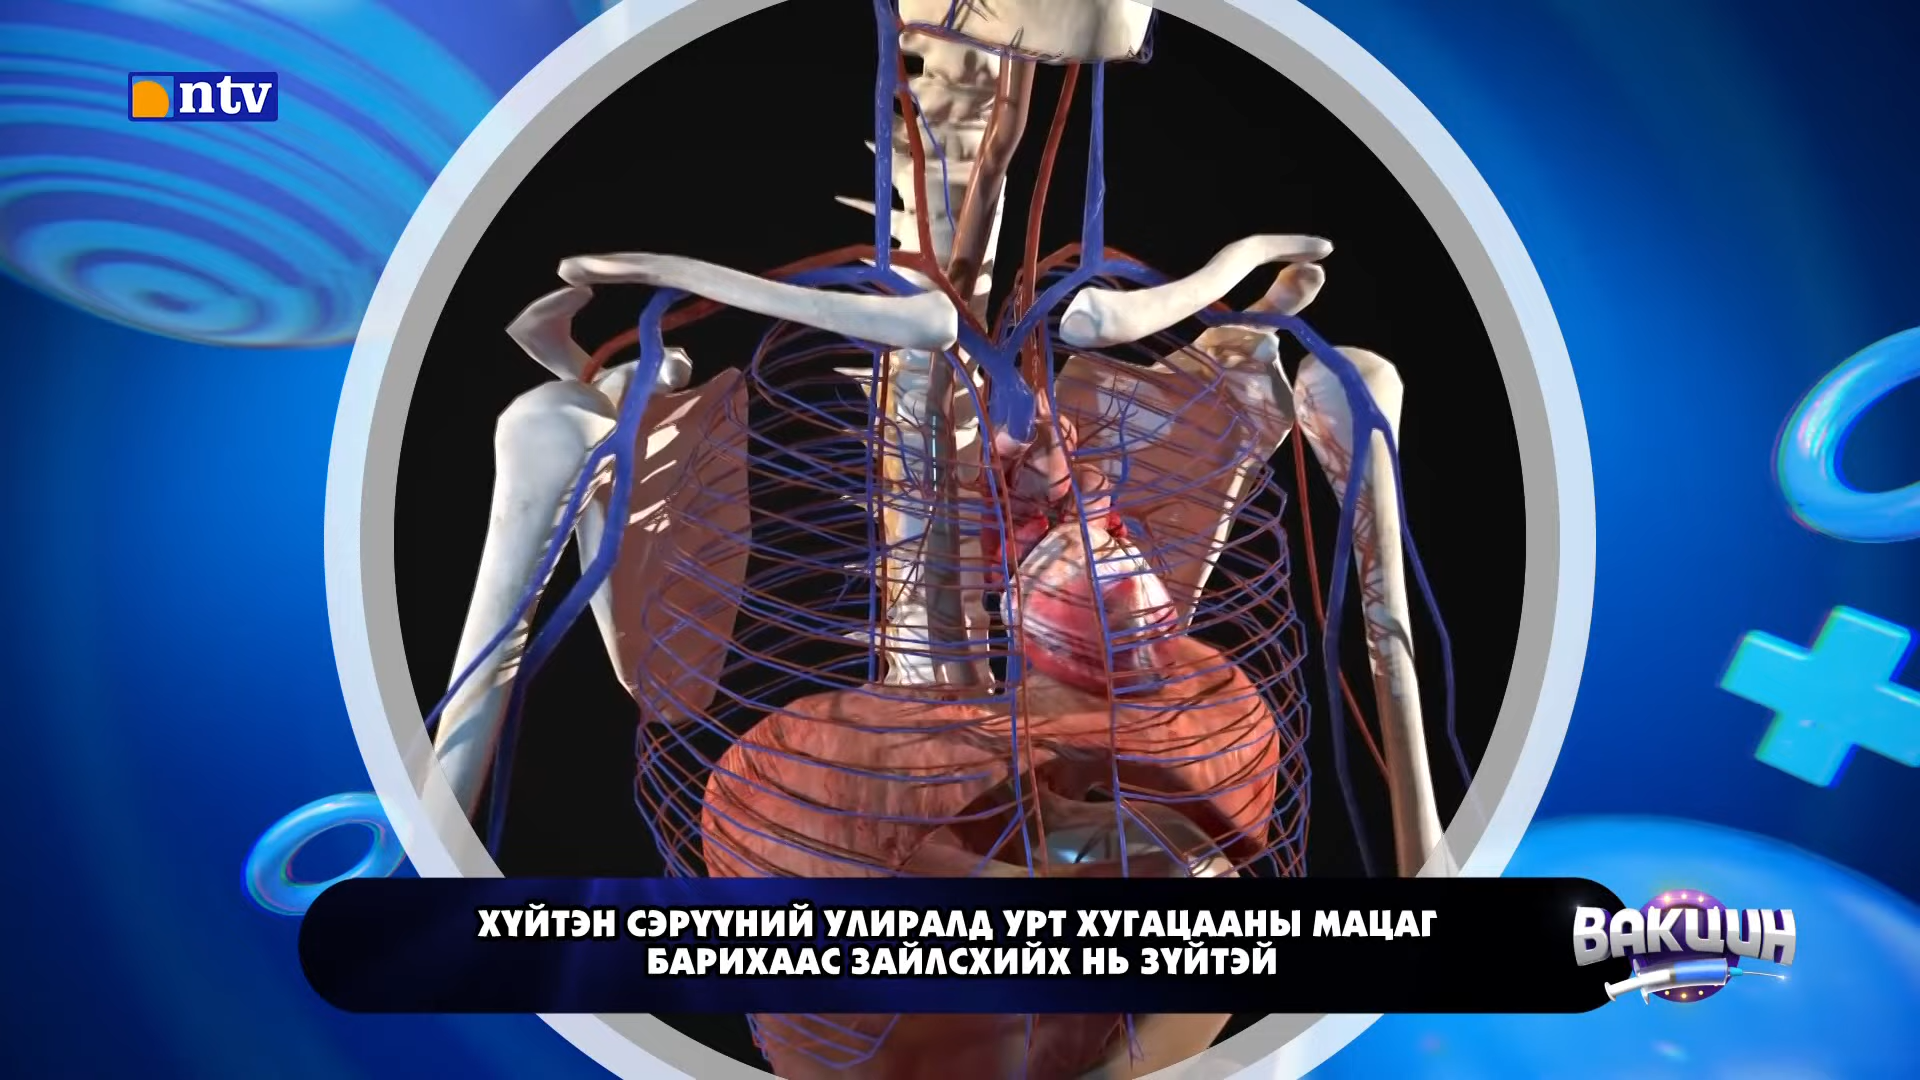 ntv
ХҮЙТЭН СЭРҮҮНИЙ УЛИРАЛД УРТ ХУГАЦААНЫ МАЦАГ
БАРИХААС ЗАЙЛСХИЙХ НЬ ЗҮЙТЭЙ
ВАКЦИН